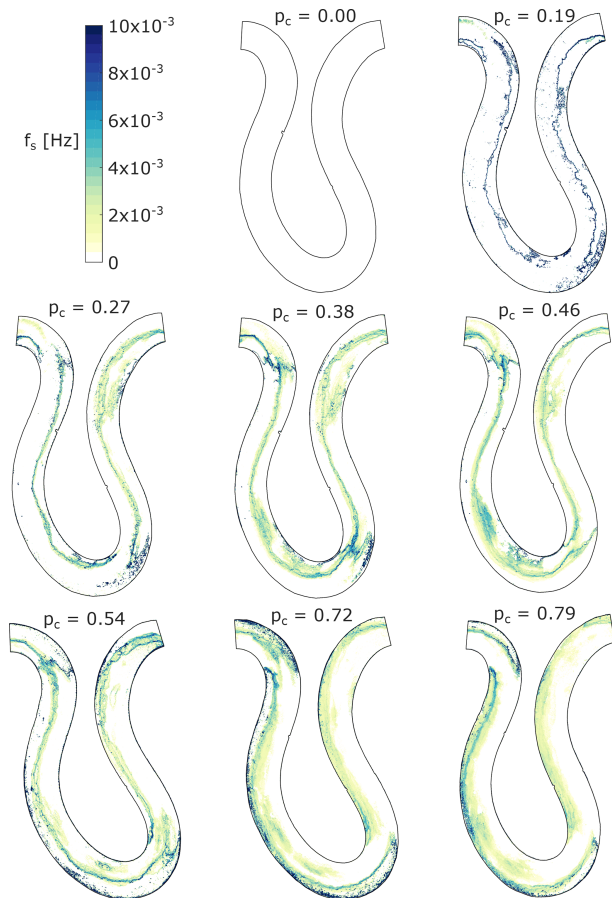 p_c = 0.00
p_c = 0.19
10x10^-3
8x10^-3
6x10^-3
f_s [Hz]
4x10^-3
2x10^-3
0
p_c = 0.27
p_c = 0.38
p_c = 0.46
p_c = 0.54
p_c = 0.72
p_c = 0.79